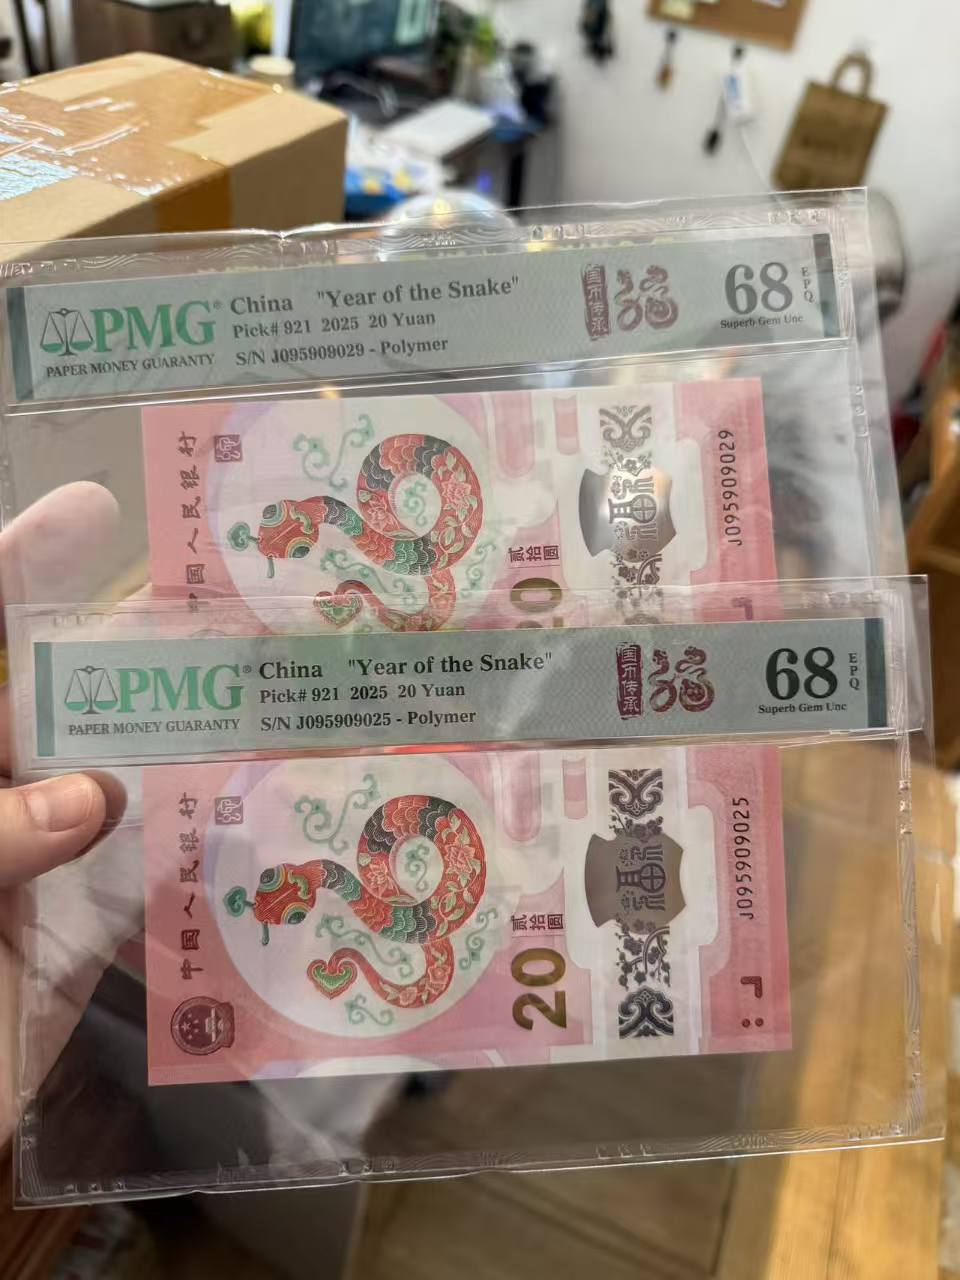 PMG®
PAPER MONEY GUARANTY
China "Year of the Snake"
Pick# 921 2025 20 Yuan
S/N J095909029 - Polymer
国币传承
68
EPQ
Superb Gem Unc
中国人民银行
贰拾圆
20
J095909029
PMG®
PAPER MONEY GUARANTY
China "Year of the Snake"
Pick# 921 2025 20 Yuan
S/N J095909025 - Polymer
国币传承
68
EPQ
Superb Gem Unc
中国人民银行
贰拾圆
20
福
J095909025